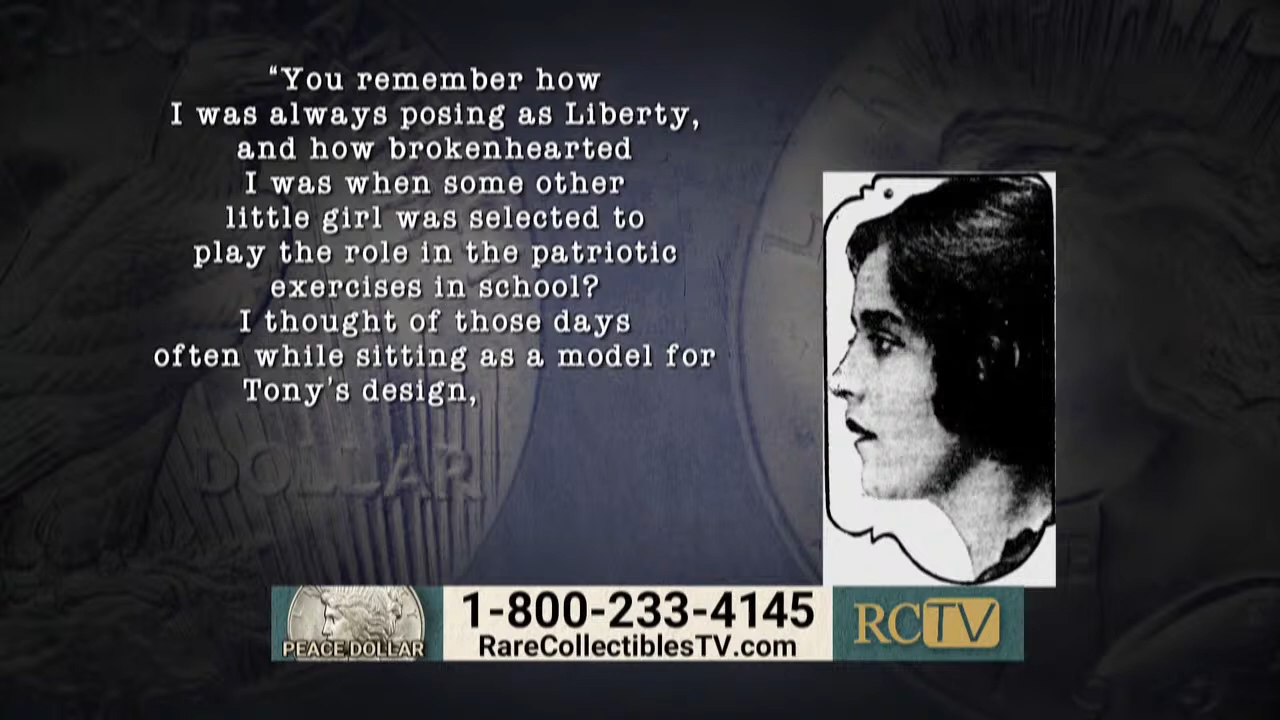 “You remember how
I was always posing as Liberty,
and how brokenhearted
I was when some other
little girl was selected to
play the role in the patriotic
exercises in school?
I thought of those days
often while sitting as a model for
Tony's design,
DOLLAR
PEACE DOLLAR
1-800-233-4145
RareCollectiblesTV.com
RCTV